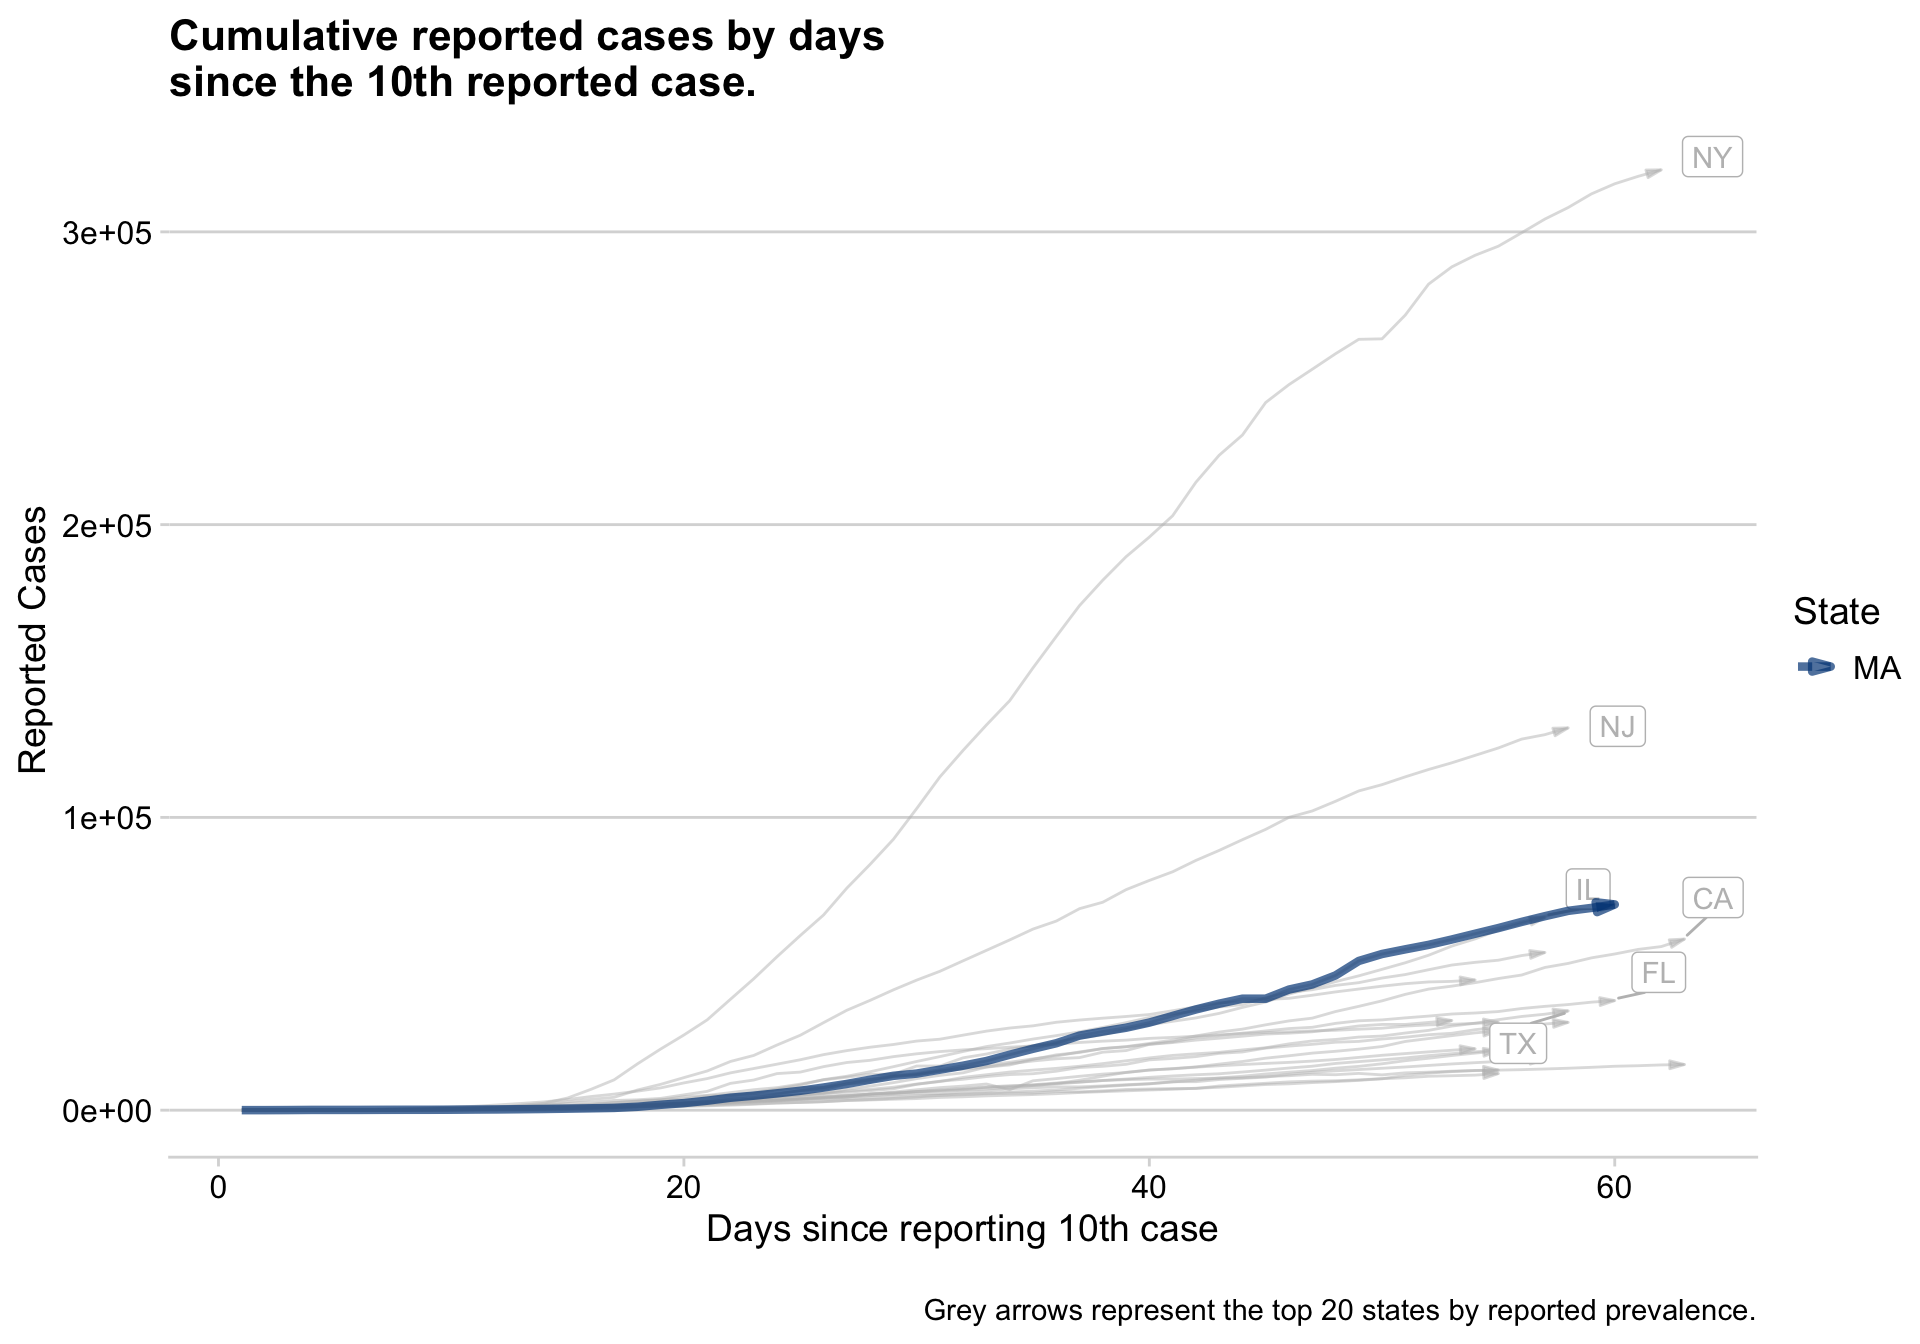 Cumulative reported cases by days
since the 10th reported case.
NY
3e+05
2e+05
Reported Cases
State
MA
NJ
1e+05
IL
CA
FL
TX
0e+00
0
20
40
60
Days since reporting 10th case
Grey arrows represent the top 20 states by reported prevalence.